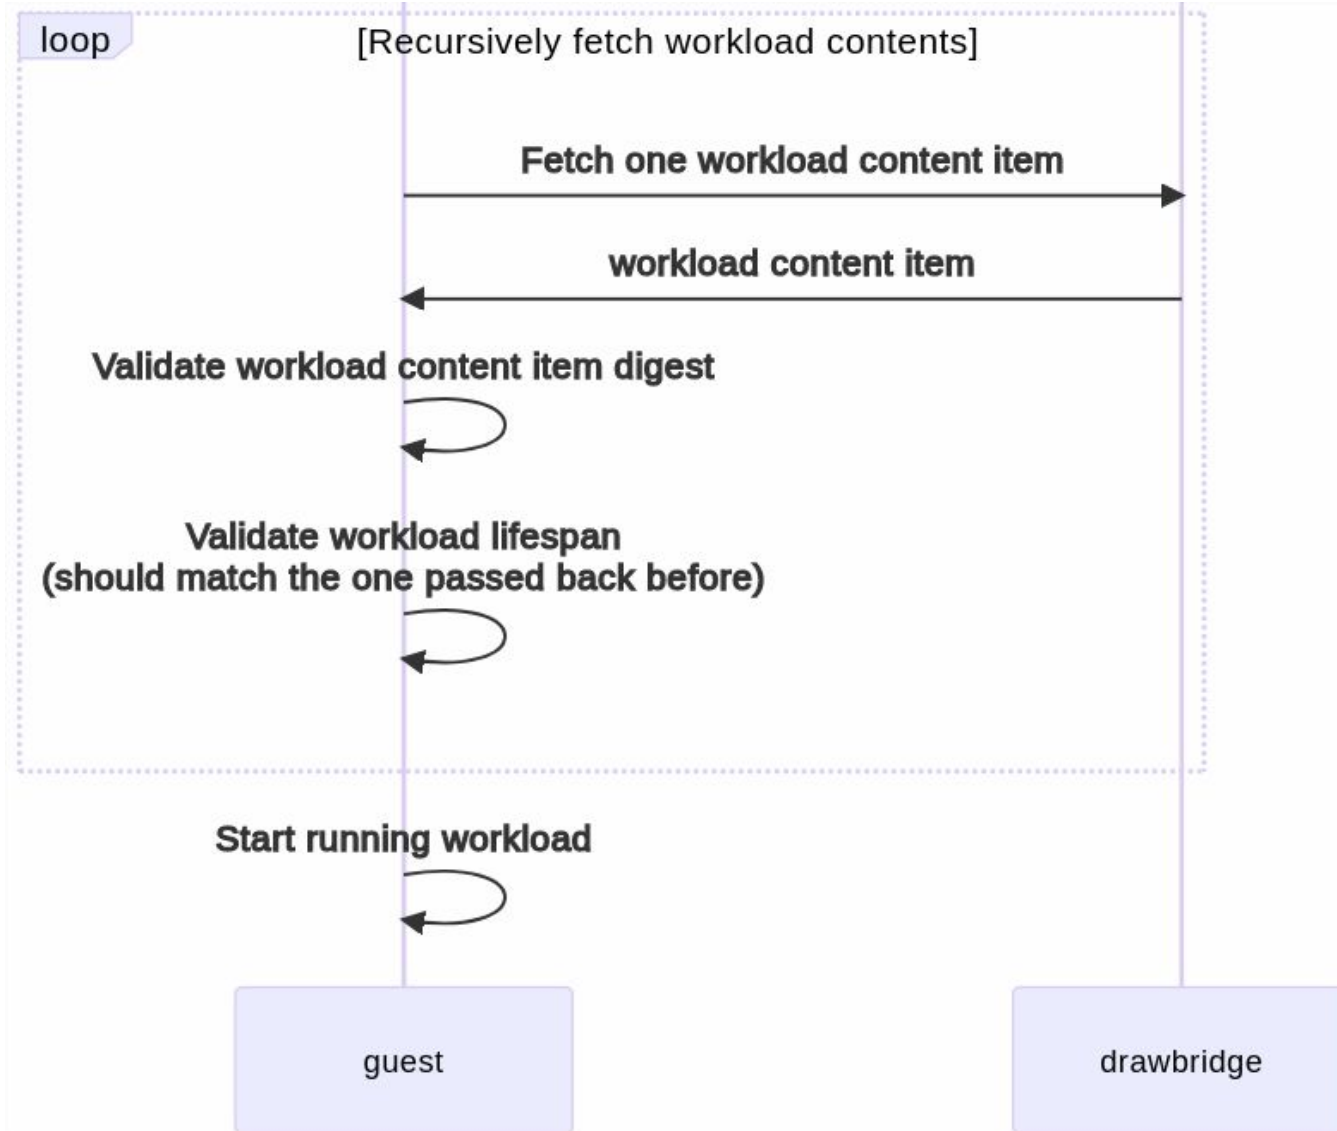 loop
[Recursively fetch workload contents]
Fetch one workload content item
workload content item
Validate workload content item digest
Validate workload lifespan
(should match the one passed back before)
Start running workload
guest
drawbridge